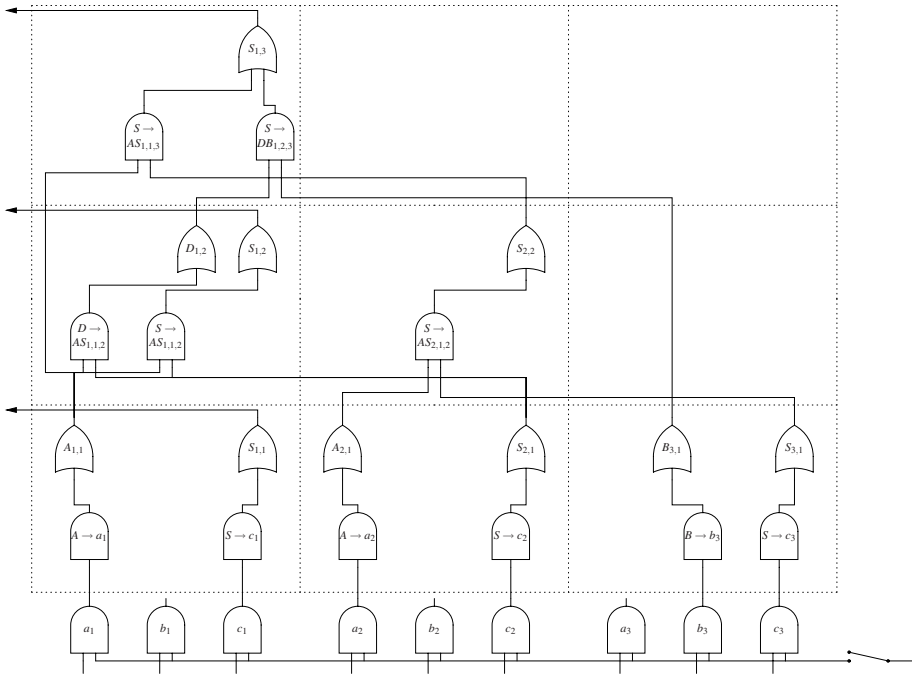 S₁,₃
S →
AS₁,₁,₃
S →
DB₁,₂,₃
D₁,₂
S₁,₂
S₂,₂
D →
AS₁,₁,₂
S →
AS₁,₁,₂
S →
AS₂,₁,₂
A₁,₁
S₁,₁
A₂,₁
S₂,₁
B₃,₁
S₃,₁
A → a₁
S → c₁
A → a₂
S → c₂
B → b₃
S → c₃
a₁
b₁
c₁
a₂
b₂
c₂
a₃
b₃
c₃